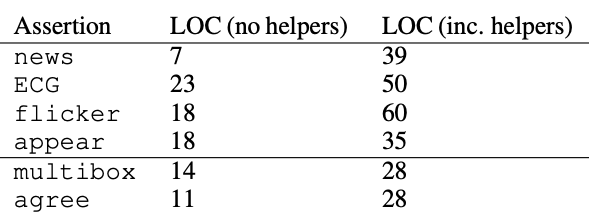 Assertion LOC (no helpers) LOC (inc. helpers)
news 7 39
ECG 23 50
flicker 18 60
appear 18 35
multibox 14 28
agree 11 28